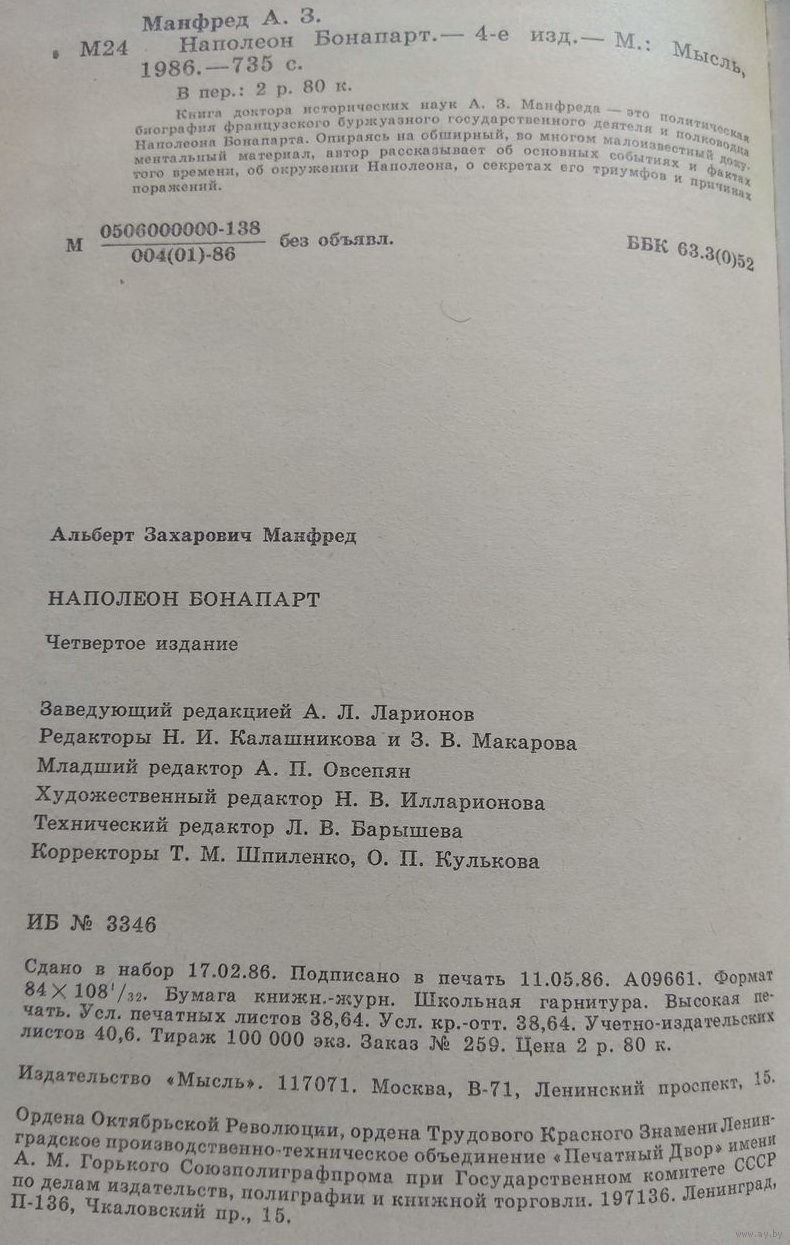 Манфред А. З.
М24 Наполеон Бонапарт.— 4-е изд.— М.: Мысль,
1986.—735 с.
В пер.: 2 р. 80 к.
Книга доктора исторических наук А. З. Манфреда — это политическая
биография французского буржуазного государственного деятеля и полководца
Наполеона Бонапарта. Опираясь на обширный, во многом малоизвестный доку-
ментальный материал, автор рассказывает об основных событиях и фактах
того времени, об окружении Наполеона, о секретах его триумфов и причинах
поражений.
М 0506000000-138 без объявл. ББК 63.3(0)52
004(01)-86
Альберт Захарович Манфред
НАПОЛЕОН БОНАПАРТ
Четвертое издание
Заведующий редакцией А. Л. Ларионов
Редакторы Н. И. Калашникова и З. В. Макарова
Младший редактор А. П. Овсепян
Художественный редактор Н. В. Илларионова
Технический редактор Л. В. Барышева
Корректоры Т. М. Шпиленко, О. П. Кулькова
ИБ № 3346
Сдано в набор 17.02.86. Подписано в печать 11.05.86. А09661. Формат
84×108¹/₃₂. Бумага книжн.-журн. Школьная гарнитура. Высокая пе-
чать. Усл. печатных листов 38,64. Усл. кр.-отт. 38,64. Учетно-издательских
листов 40,6. Тираж 100 000 экз. Заказ № 259. Цена 2 р. 80 к.
Издательство «Мысль». 117071. Москва, В-71, Ленинский проспект, 15.
Ордена Октябрьской Революции, ордена Трудового Красного Знамени Ленин-
градское производственно-техническое объединение «Печатный Двор» имени
А. М. Горького Союзполиграфпрома при Государственном комитете СССР
по делам издательств, полиграфии и книжной торговли. 197136. Ленинград,
П-136, Чкаловский пр., 15.
www.ay.by